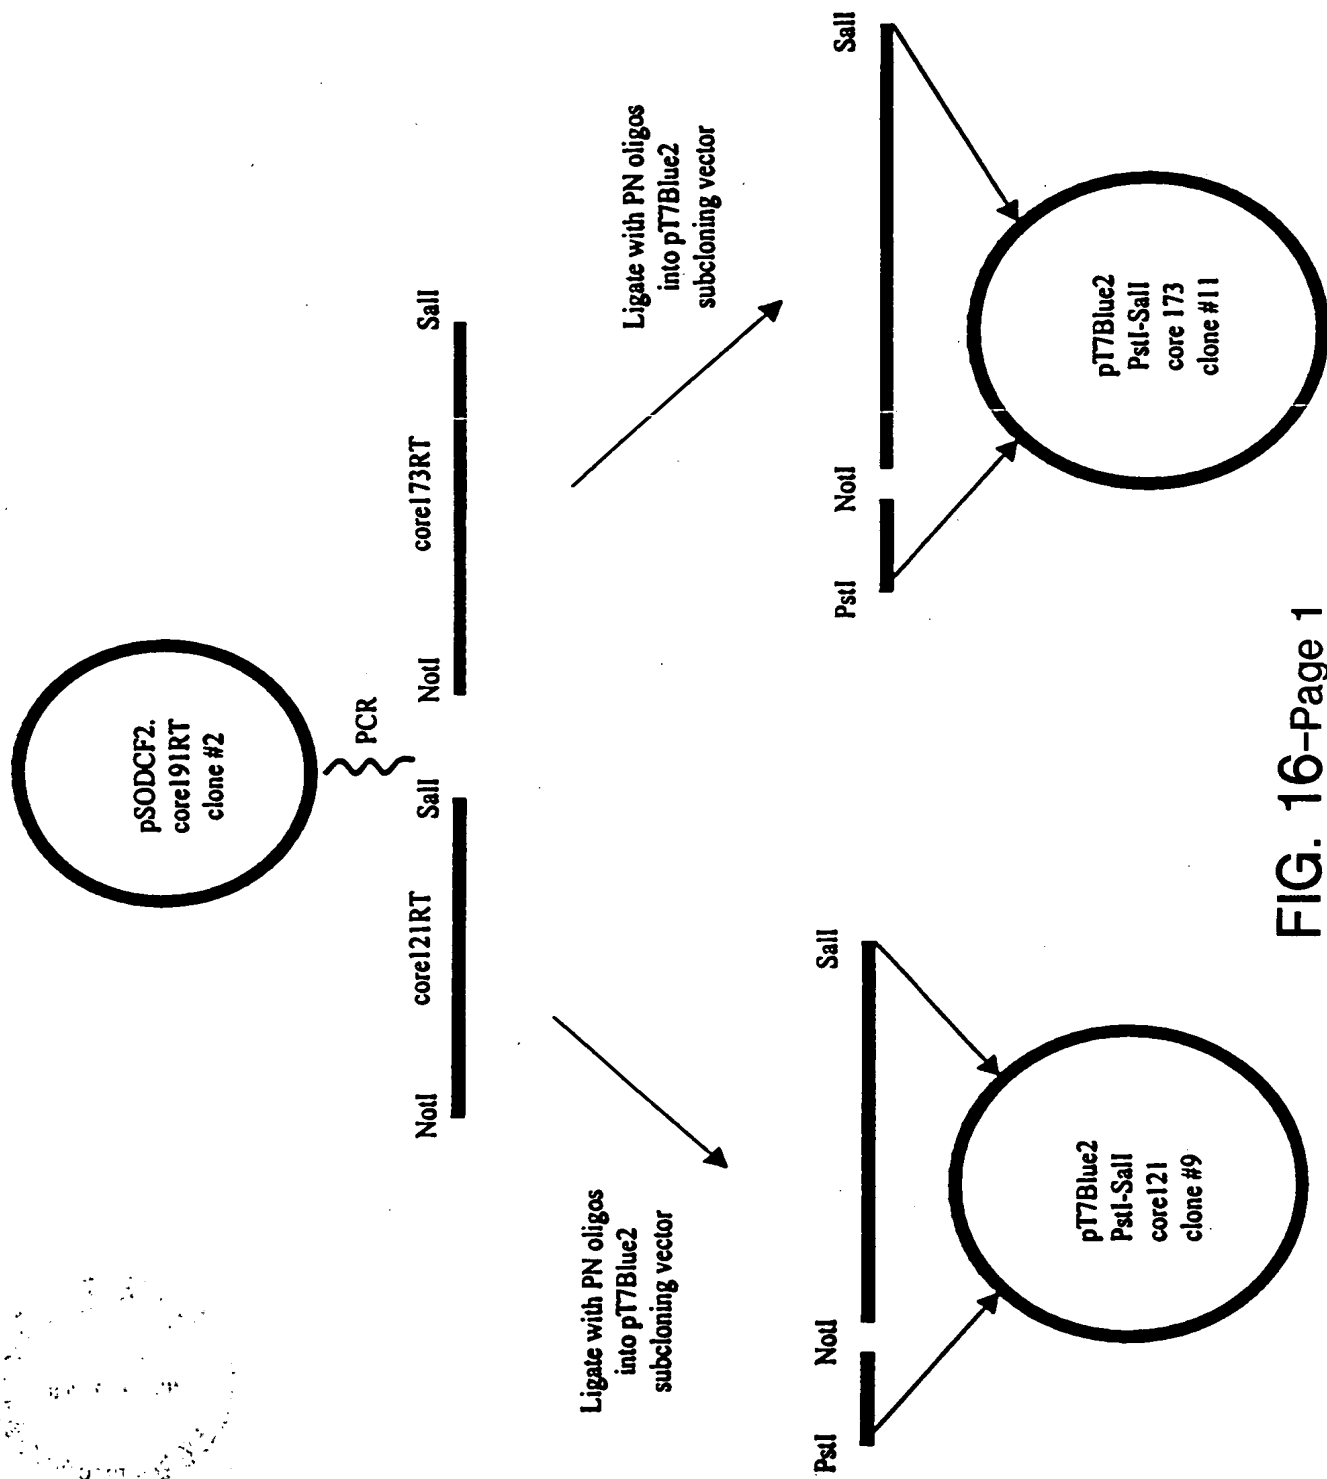 pSODCF2.
core191RT
clone #2
PCR
NotI
core121RT
SalI
NotI
core173RT
SalI
Ligate with PN oligos
into pT7Blue2
subcloning vector
Ligate with PN oligos
into pT7Blue2
subcloning vector
PstI
NotI
SalI
PstI
NotI
SalI
pT7Blue2
PstI-SalI
core121
clone #9
pT7Blue2
PstI-SalI
core 173
clone #11
FIG. 16-Page 1